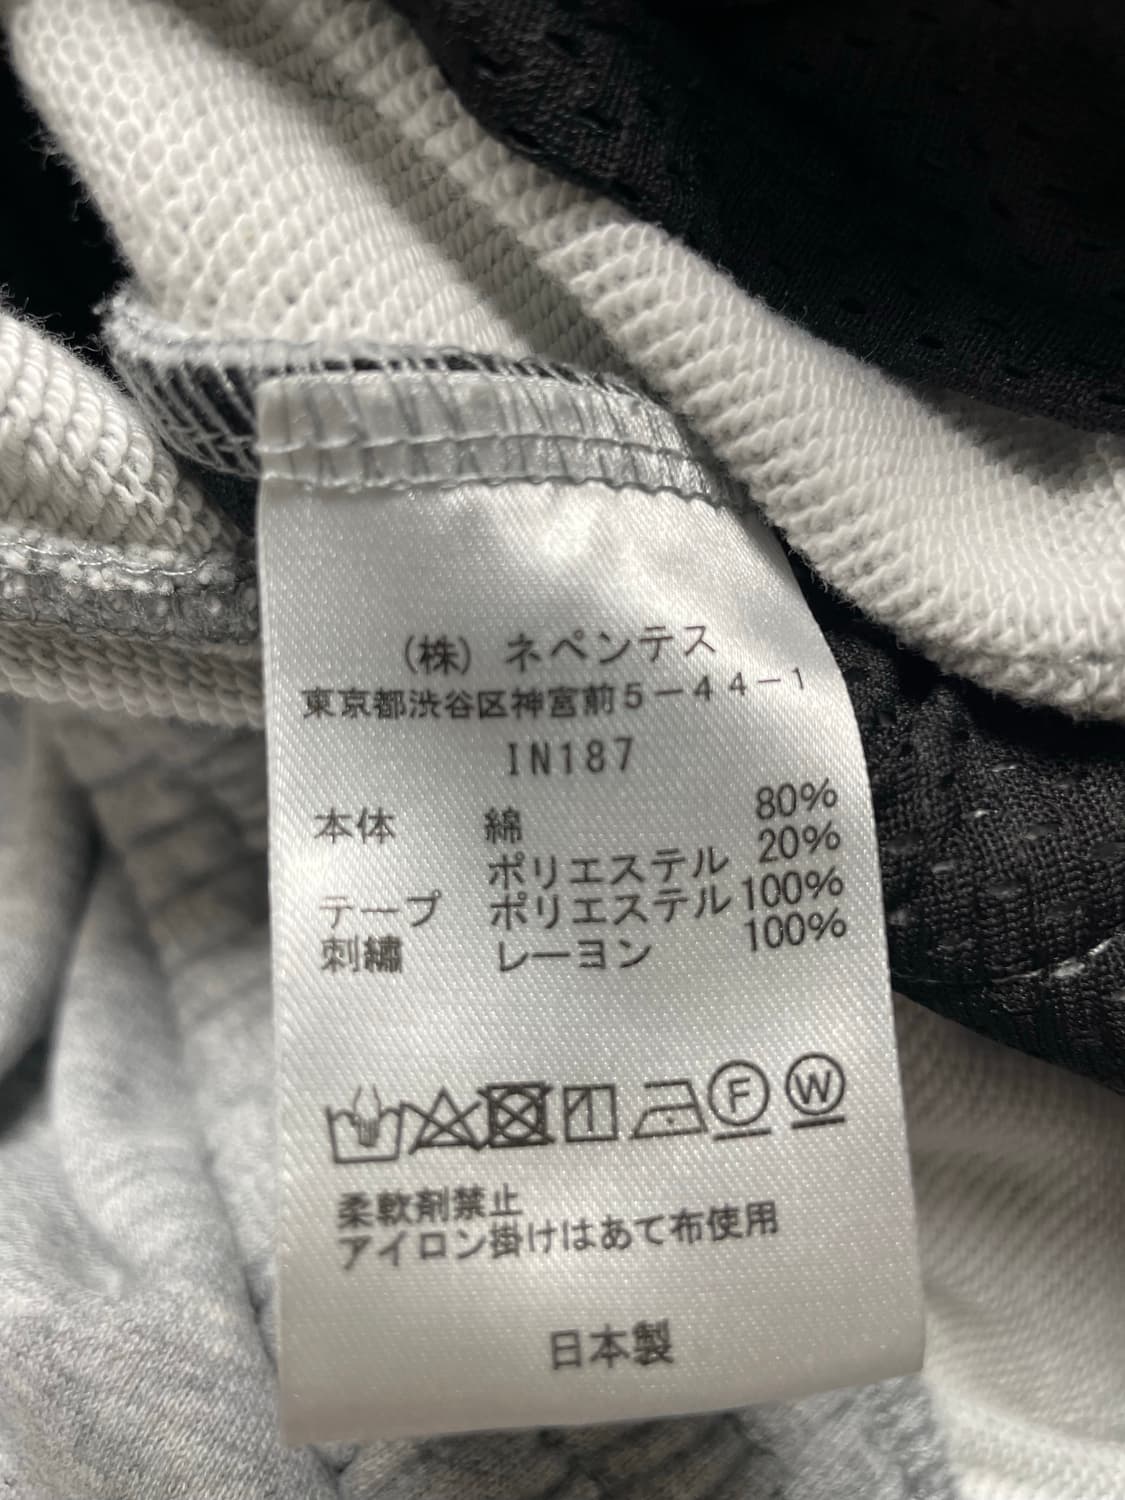 (株) ネペンテス
東京都渋谷区神宮前5-44-1
IN187
本体 綿 80%
ポリエステル 20%
テープ ポリエステル 100%
刺繍 レーヨン 100%
F W
柔軟剤禁止
アイロン掛けはあて布使用
日本製